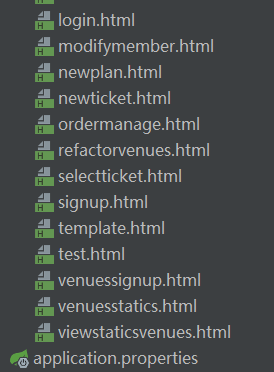 login.html
modifymember.html
newplan.html
newticket.html
ordermanage.html
refactorvenues.html
selectticket.html
signup.html
template.html
test.html
venuessignup.html
venuesstatics.html
viewstaticsvenues.html
application.properties